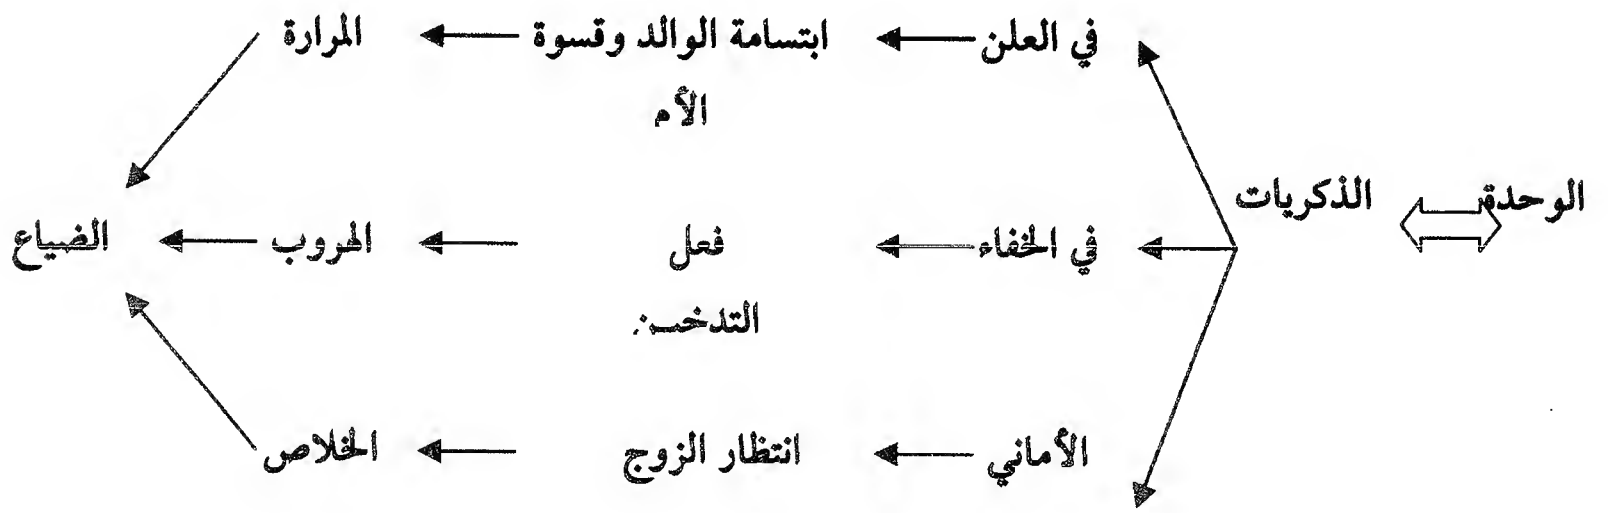 في العلن
ابتسامة الوالد وقسوة
المرارة
الأم
الوحدة
الذكريات
في الخفاء
فعل
الهروب
الضياع
التدخين
الأماني
انتظار الزوج
الخلاص